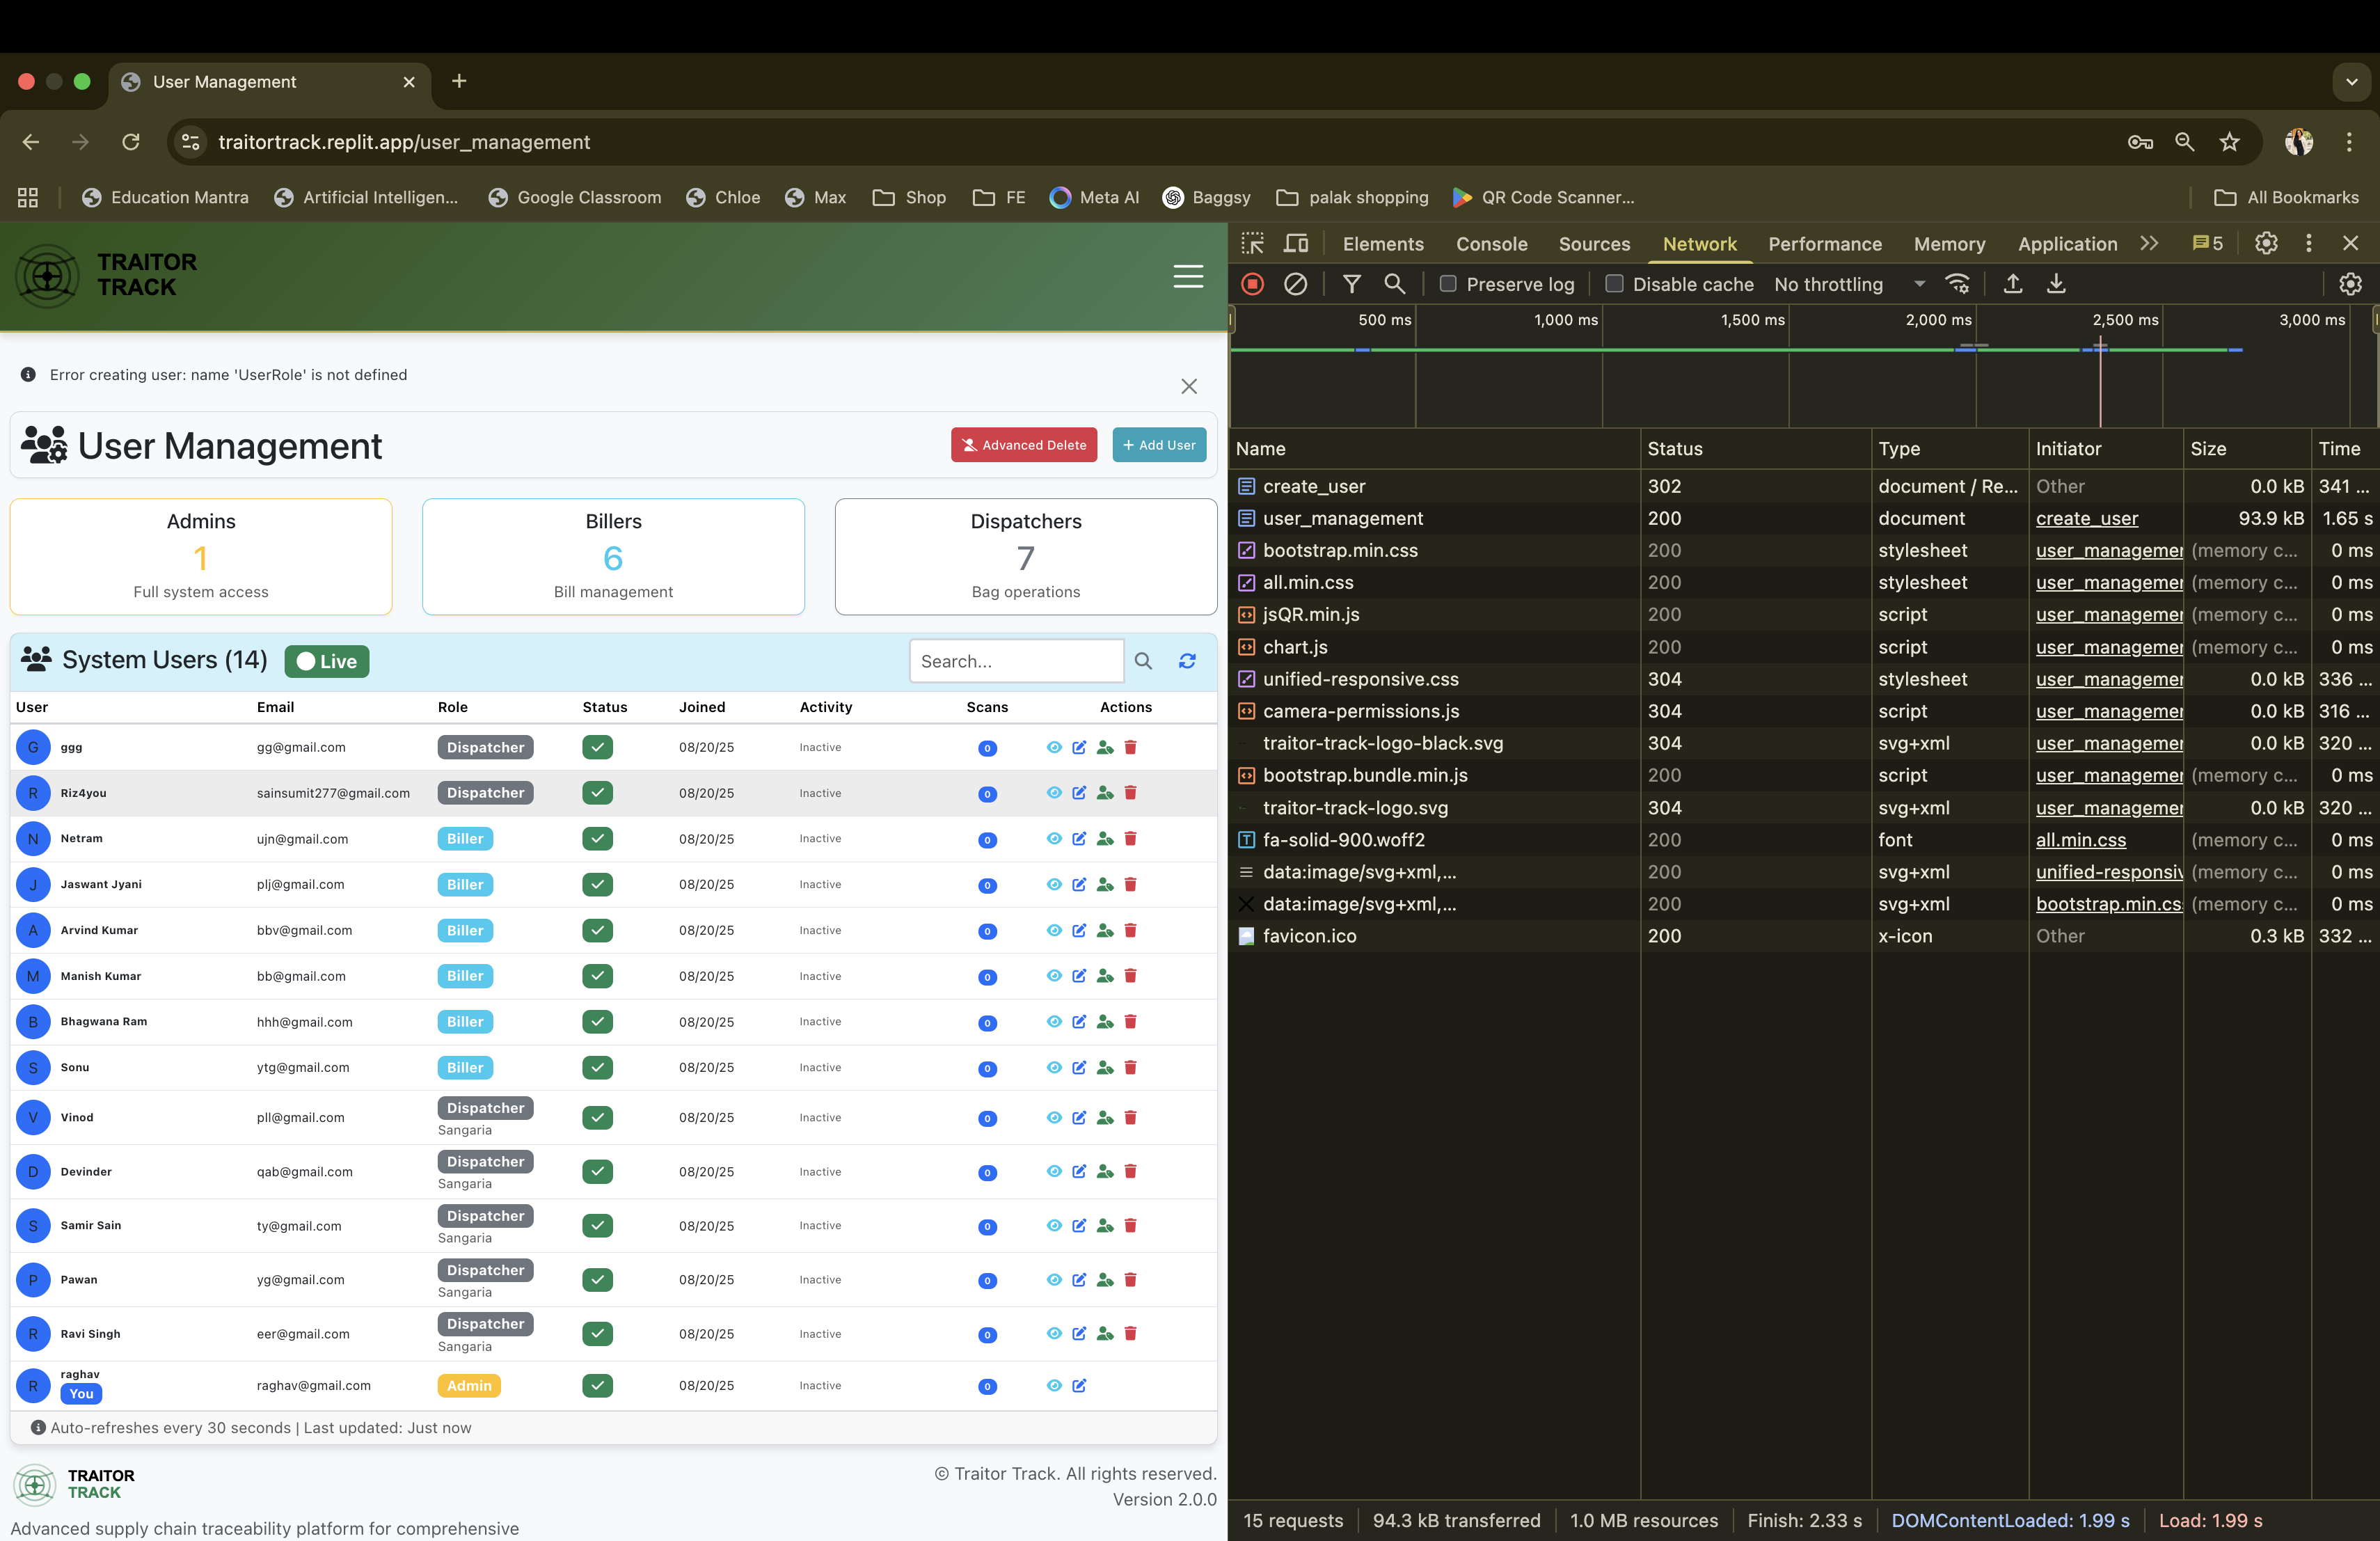 User Management
traitortrack.replit.app/user_management
Education Mantra
Artificial Intelligen...
Google Classroom
Chloe
Max
Shop
FE
Meta AI
Baggsy
palak shopping
QR Code Scanner...
All Bookmarks
TRAITOR
TRACK
Error creating user: name 'UserRole' is not defined
User Management
Advanced Delete
+ Add User
Admins
1
Full system access
Billers
6
Bill management
Dispatchers
7
Bag operations
System Users (14)
Live
Search...
User Email Role Status Joined Activity Scans Actions
G ggg gg@gmail.com Dispatcher 08/20/25 Inactive 0
R Riz4you sainsumit277@gmail.com Dispatcher 08/20/25 Inactive 0
N Netram ujn@gmail.com Biller 08/20/25 Inactive 0
J Jaswant Jyani plj@gmail.com Biller 08/20/25 Inactive 0
A Arvind Kumar bbv@gmail.com Biller 08/20/25 Inactive 0
M Manish Kumar bb@gmail.com Biller 08/20/25 Inactive 0
B Bhagwana Ram hhh@gmail.com Biller 08/20/25 Inactive 0
S Sonu ytg@gmail.com Biller 08/20/25 Inactive 0
V Vinod pll@gmail.com Dispatcher 08/20/25 Inactive 0
Sangaria
D Devinder qab@gmail.com Dispatcher 08/20/25 Inactive 0
Sangaria
S Samir Sain ty@gmail.com Dispatcher 08/20/25 Inactive 0
Sangaria
P Pawan yg@gmail.com Dispatcher 08/20/25 Inactive 0
Sangaria
R Ravi Singh eer@gmail.com Dispatcher 08/20/25 Inactive 0
Sangaria
R raghav raghav@gmail.com Admin 08/20/25 Inactive 0
You
Auto-refreshes every 30 seconds | Last updated: Just now
TRAITOR
TRACK
© Traitor Track. All rights reserved.
Version 2.0.0
Advanced supply chain traceability platform for comprehensive
Elements Console Sources Network Performance Memory Application 5
Preserve log Disable cache No throttling
500 ms 1,000 ms 1,500 ms 2,000 ms 2,500 ms 3,000 ms
Name Status Type Initiator Size Time
create_user 302 document / Re... Other 0.0 kB 341 ...
user_management 200 document create_user 93.9 kB 1.65 s
bootstrap.min.css 200 stylesheet user_managemen (memory c... 0 ms
all.min.css 200 stylesheet user_managemen (memory c... 0 ms
jsQR.min.js 200 script user_managemen (memory c... 0 ms
chart.js 200 script user_managemen (memory c... 0 ms
unified-responsive.css 304 stylesheet user_managemen 0.0 kB 336 ...
camera-permissions.js 304 script user_managemen 0.0 kB 316 ...
traitor-track-logo-black.svg 304 svg+xml user_managemen 0.0 kB 320 ...
bootstrap.bundle.min.js 200 script user_managemen (memory c... 0 ms
traitor-track-logo.svg 304 svg+xml user_managemen 0.0 kB 320 ...
fa-solid-900.woff2 200 font all.min.css (memory c... 0 ms
data:image/svg+xml,... 200 svg+xml unified-responsiv (memory c... 0 ms
data:image/svg+xml,... 200 svg+xml bootstrap.min.cs (memory c... 0 ms
favicon.ico 200 x-icon Other 0.3 kB 332 ...
15 requests 94.3 kB transferred 1.0 MB resources Finish: 2.33 s DOMContentLoaded: 1.99 s Load: 1.99 s